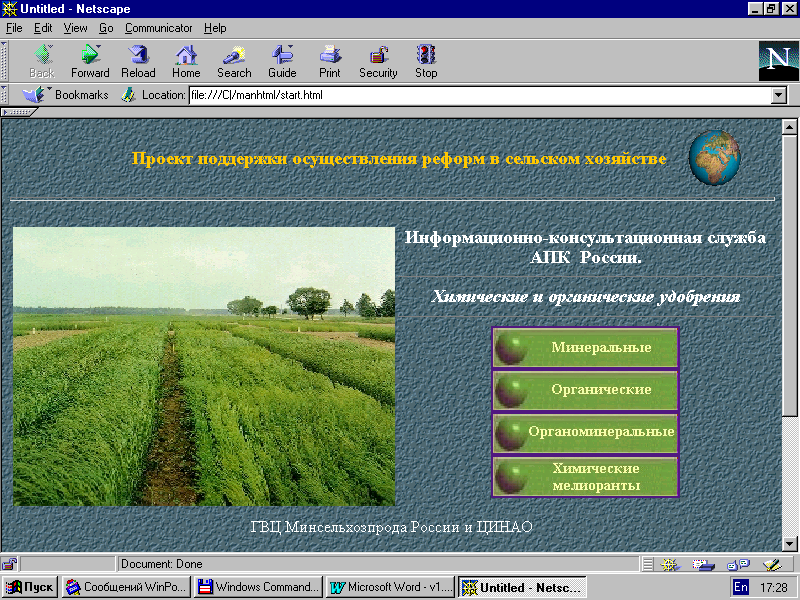 Untitled - Netscape
File Edit View Go Communicator Help
Back Forward Reload Home Search Guide Print Security Stop
N
Bookmarks Location: file:///C|/manhtml/start.html
Проект поддержки осуществления реформ в сельском хозяйстве
Информационно-консультационная служба
АПК России.
Химические и органические удобрения
Минеральные
Органические
Органоминеральные
Химические
мелиоранты
ГВЦ Минсельхозпрода России и ЦИНАО
Document: Done
Пуск Сообщений WinPo... Windows Command... Microsoft Word - v1.... Untitled - Netsc... En 17:28